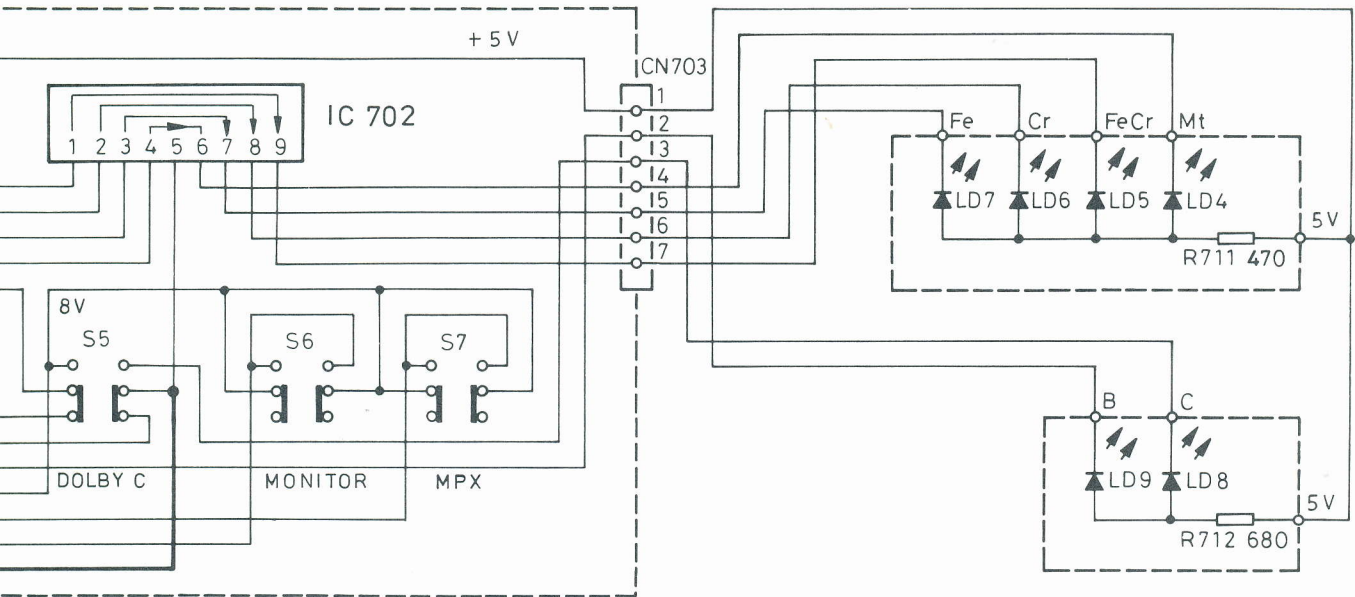 +5V
CN703
IC 702
1 2 3 4 5 6 7 8 9
1
2
3
4
5
6
7
Fe Cr FeCr Mt
LD7 LD6 LD5 LD4
5V
R711 470
8V
S5 S6 S7
DOLBY C MONITOR MPX
B C
LD9 LD8
5V
R712 680